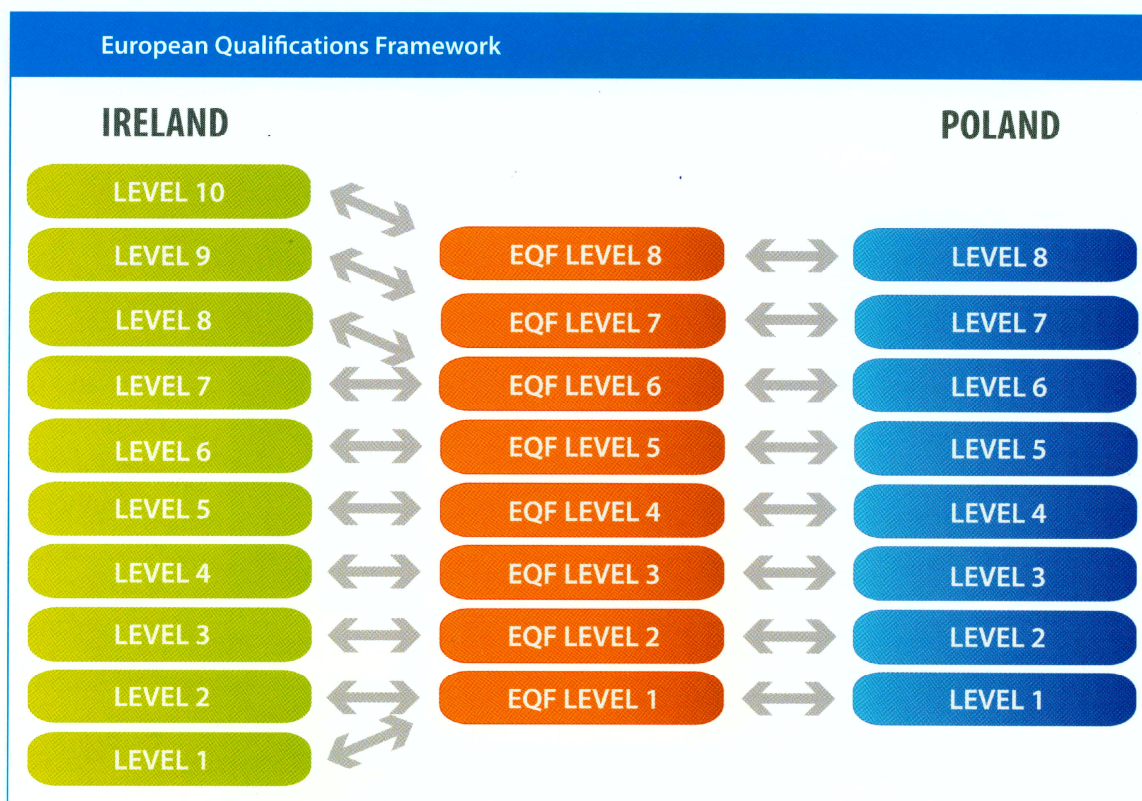 European Qualifications Framework
IRELAND
POLAND
LEVEL 10
LEVEL 9
EQF LEVEL 8
LEVEL 8
LEVEL 8
EQF LEVEL 7
LEVEL 7
LEVEL 7
EQF LEVEL 6
LEVEL 6
LEVEL 6
EQF LEVEL 5
LEVEL 5
LEVEL 5
EQF LEVEL 4
LEVEL 4
LEVEL 4
EQF LEVEL 3
LEVEL 3
LEVEL 3
EQF LEVEL 2
LEVEL 2
LEVEL 2
EQF LEVEL 1
LEVEL 1
LEVEL 1